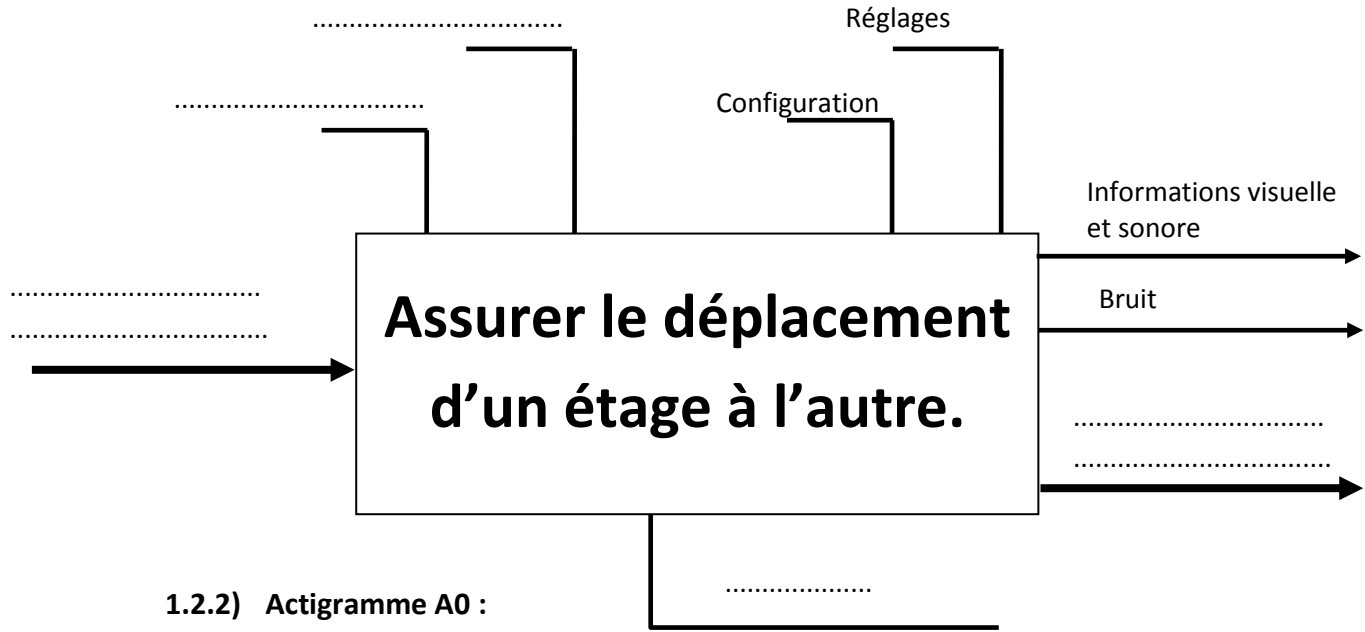 ..................................
Réglages
..................................
Configuration
Informations visuelle
et sonore
..................................
...................................
Bruit
Assurer le déplacement
d’un étage à l’autre.
..................................
...................................
....................
1.2.2) Actigramme A0 :